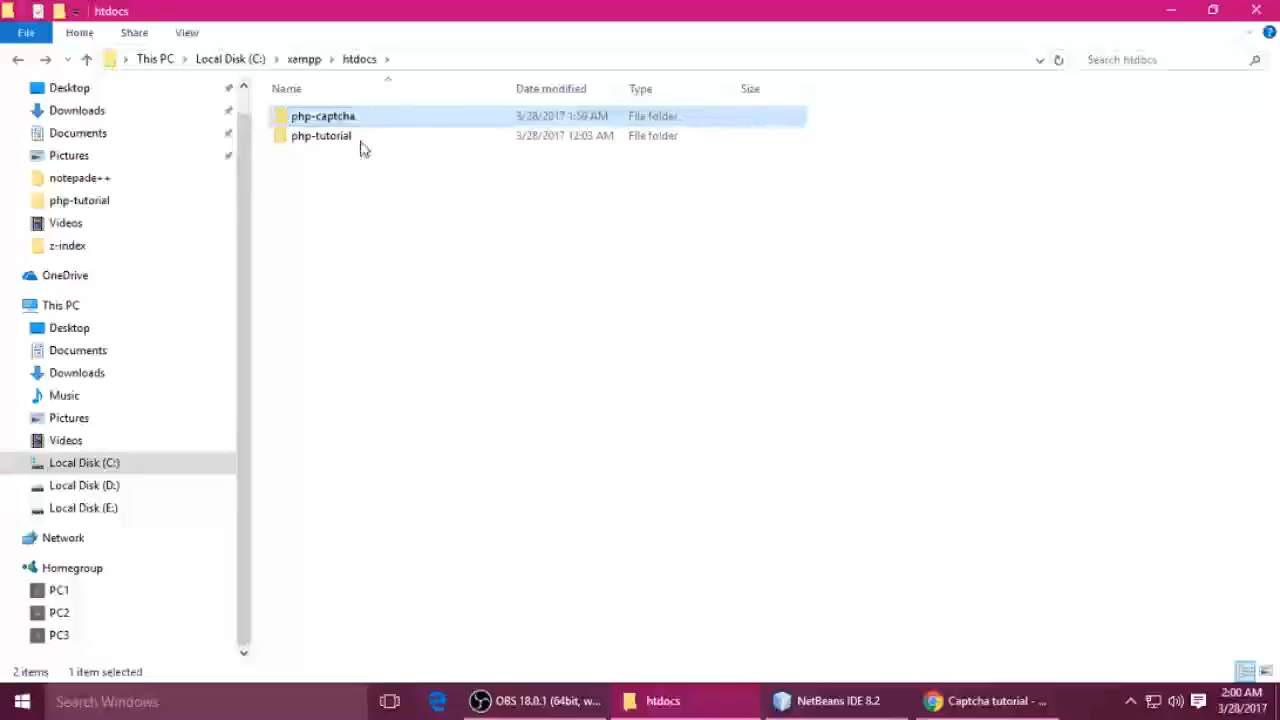 htdocs
File Home Share View
This PC Local Disk (C:) xampp htdocs Search htdocs
Name Date modified Type Size
php-captcha 3/28/2017 1:59 AM File folder
php-tutorial 3/28/2017 12:03 AM File folder
Desktop
Downloads
Documents
Pictures
notepade++
php-tutorial
Videos
z-index
OneDrive
This PC
Desktop
Documents
Downloads
Music
Pictures
Videos
Local Disk (C:)
Local Disk (D:)
Local Disk (E:)
Network
Homegroup
PC1
PC2
PC3
2 items 1 item selected
Search Windows OBS 18.0.1 (64bit, w... htdocs NetBeans IDE 8.2 Captcha tutorial - ... 2:00 AM
3/28/2017